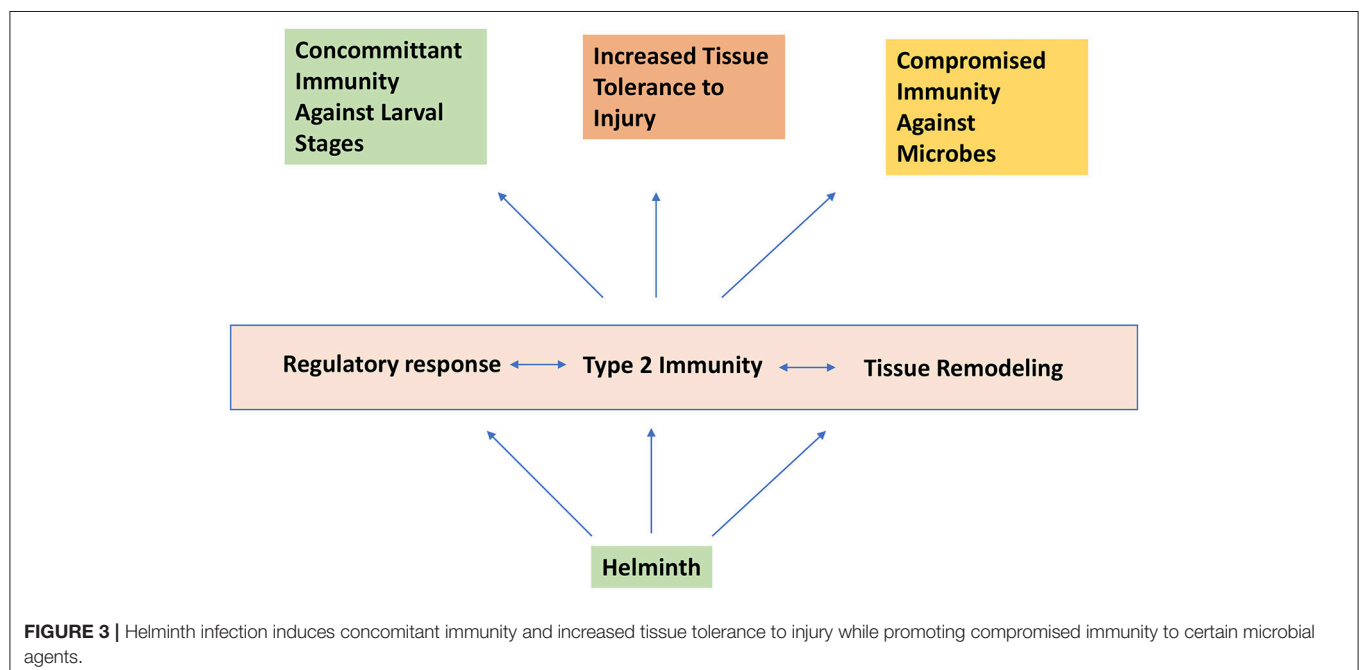 Concommittant
Immunity
Against Larval
Stages
Increased Tissue
Tolerance to
Injury
Compromised
Immunity
Against
Microbes
Regulatory response
Type 2 Immunity
Tissue Remodeling
Helminth
FIGURE 3 | Helminth infection induces concomitant immunity and increased tissue tolerance to injury while promoting compromised immunity to certain microbial
agents.